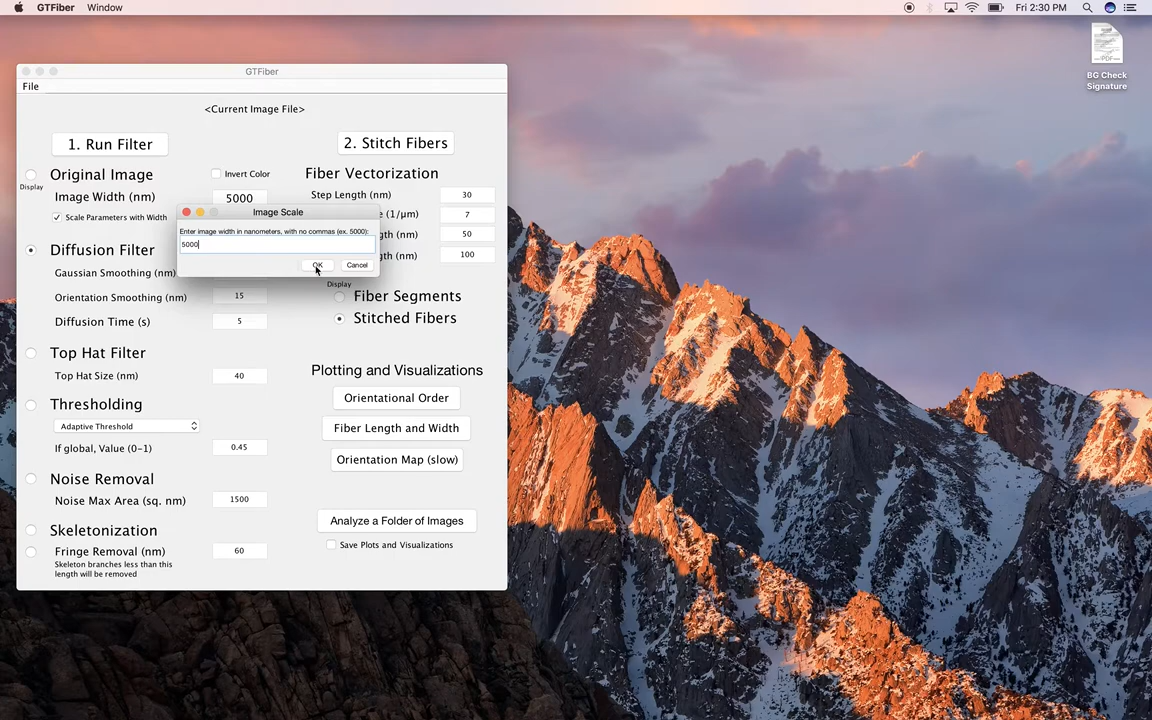 GTFiber Window
Fri 2:30 PM
BG Check
Signature
GTFiber
File
<Current Image File>
1. Run Filter
2. Stitch Fibers
Display
Original Image
Invert Color
Image Width (nm)
5000
Scale Parameters with Width
Fiber Vectorization
Step Length (nm)
30
e (1/μm)
7
gth (nm)
50
gth (nm)
100
Image Scale
Enter image width in nanometers, with no commas (ex. 5000):
5000
OK
Cancel
Diffusion Filter
Gaussian Smoothing (nm)
Orientation Smoothing (nm)
15
Diffusion Time (s)
5
Display
Fiber Segments
Stitched Fibers
Top Hat Filter
Top Hat Size (nm)
40
Thresholding
Adaptive Threshold
If global, Value (0-1)
0.45
Noise Removal
Noise Max Area (sq. nm)
1500
Skeletonization
Fringe Removal (nm)
60
Skeleton branches less than this
length will be removed
Plotting and Visualizations
Orientational Order
Fiber Length and Width
Orientation Map (slow)
Analyze a Folder of Images
Save Plots and Visualizations